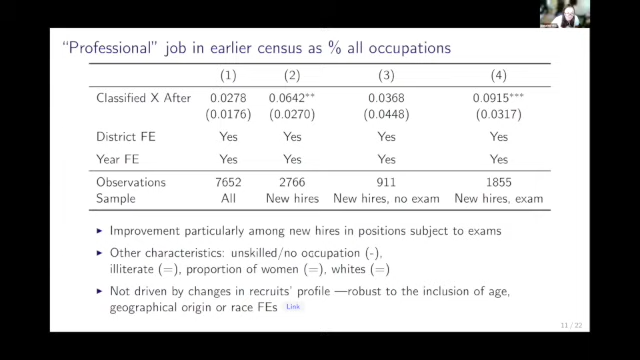 “Professional” job in earlier census as % all occupations
(1) (2) (3) (4)
Classified X After 0.0278 0.0642** 0.0368 0.0915***
(0.0176) (0.0270) (0.0448) (0.0317)
District FE Yes Yes Yes Yes
Year FE Yes Yes Yes Yes
Observations 7652 2766 911 1855
Sample All New hires New hires, no exam New hires, exam
▶ Improvement particularly among new hires in positions subject to exams
▶ Other characteristics: unskilled/no occupation (-),
illiterate (=), proportion of women (=), whites (=)
▶ Not driven by changes in recruits’ profile —robust to the inclusion of age,
geographical origin or race FEs Link
11 / 22